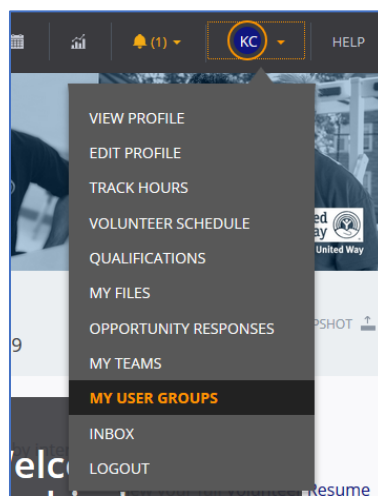 (1)
KC
HELP
VIEW PROFILE
EDIT PROFILE
TRACK HOURS
VOLUNTEER SCHEDULE
QUALIFICATIONS
MY FILES
OPPORTUNITY RESPONSES
MY TEAMS
MY USER GROUPS
INBOX
LOGOUT
United Way
9
Resume